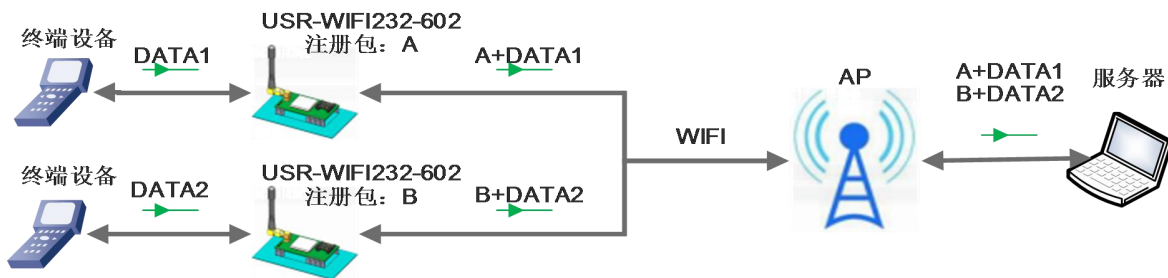 终端设备
DATA1
USR-WIFI232-602
注册包：A
A+DATA1
AP
A+DATA1
B+DATA2
服务器
WIFI
终端设备
DATA2
USR-WIFI232-602
注册包：B
B+DATA2